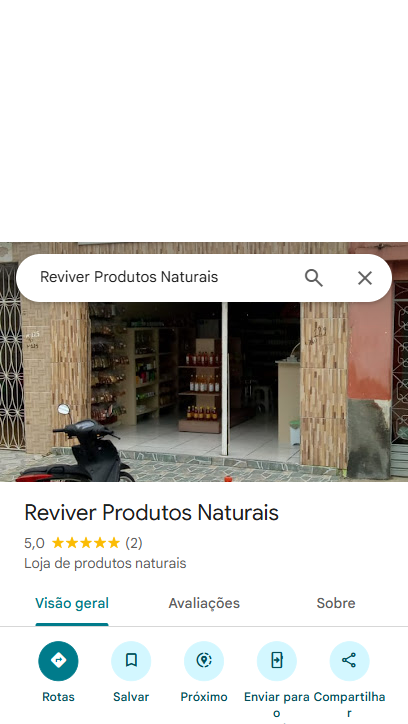 Reviver Produtos Naturais
Reviver Produtos Naturais
5,0 (2)
Loja de produtos naturais
Visão geral Avaliações Sobre
Rotas Salvar Próximo Enviar para o Compartilhar